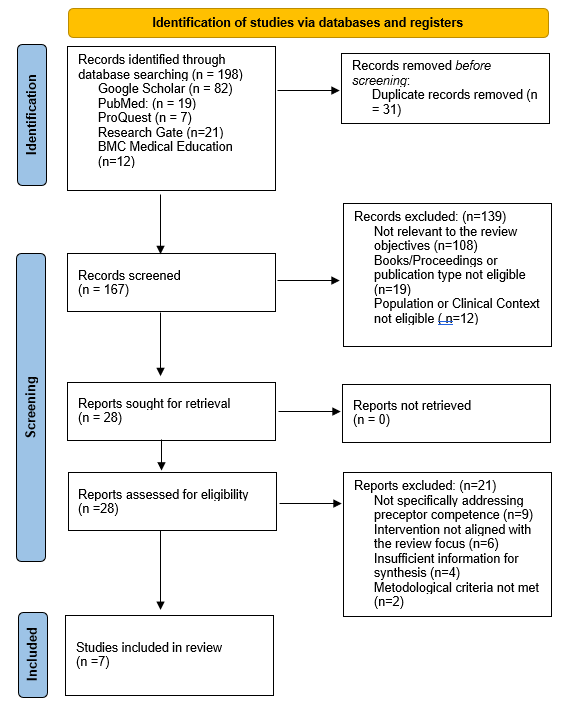 Identification of studies via databases and registers
Identification
Records identified through
database searching (n = 198)
Google Scholar (n = 82)
PubMed: (n = 19)
ProQuest (n = 7)
Research Gate (n=21)
BMC Medical Education
(n=12)
Records removed before
screening:
Duplicate records removed (n
= 31)
Screening
Records screened
(n = 167)
Records excluded: (n=139)
Not relevant to the review
objectives (n=108)
Books/Proceedings or
publication type not eligible
(n=19)
Population or Clinical Context
not eligible ( n=12)
Reports sought for retrieval
(n = 28)
Reports not retrieved
(n = 0)
Reports assessed for eligibility
(n =28)
Reports excluded: (n=21)
Not specifically addressing
preceptor competence (n=9)
Intervention not aligned with
the review focus (n=6)
Insufficient information for
synthesis (n=4)
Metodological criteria not met
(n=2)
Included
Studies included in review
(n =7)